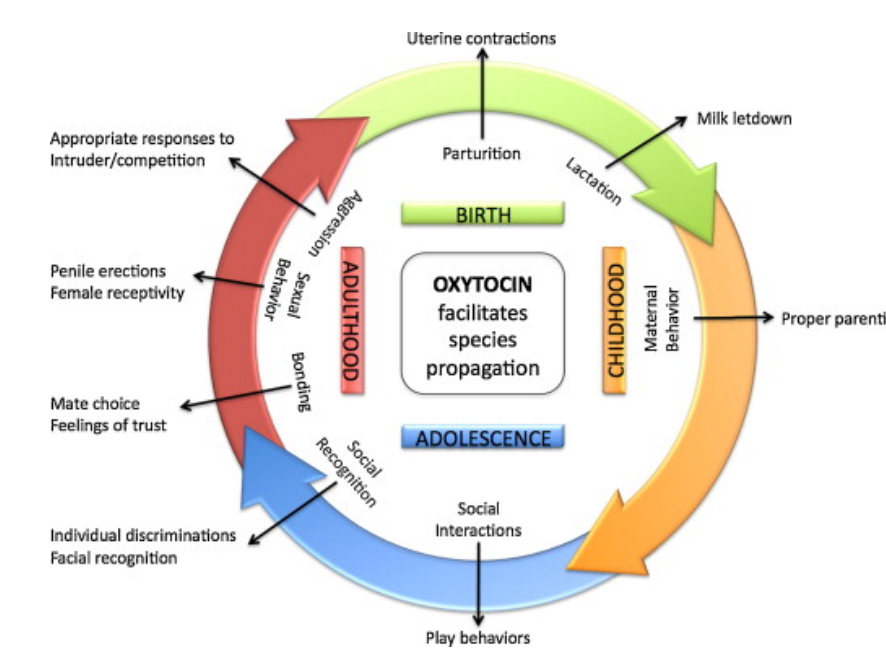 Uterine contractions
Milk letdown
Appropriate responses to
Intruder/competition
Parturition
Lactation
Aggression
BIRTH
Penile erections
Female receptivity
Sexual
Behavior
ADULTHOOD
OXYTOCIN
facilitates
species
propagation
CHILDHOOD
Maternal
Behavior
Proper parenti
Mate choice
Feelings of trust
Bonding
ADOLESCENCE
Social
Recognition
Individual discriminations
Facial recognition
Social
Interactions
Play behaviors